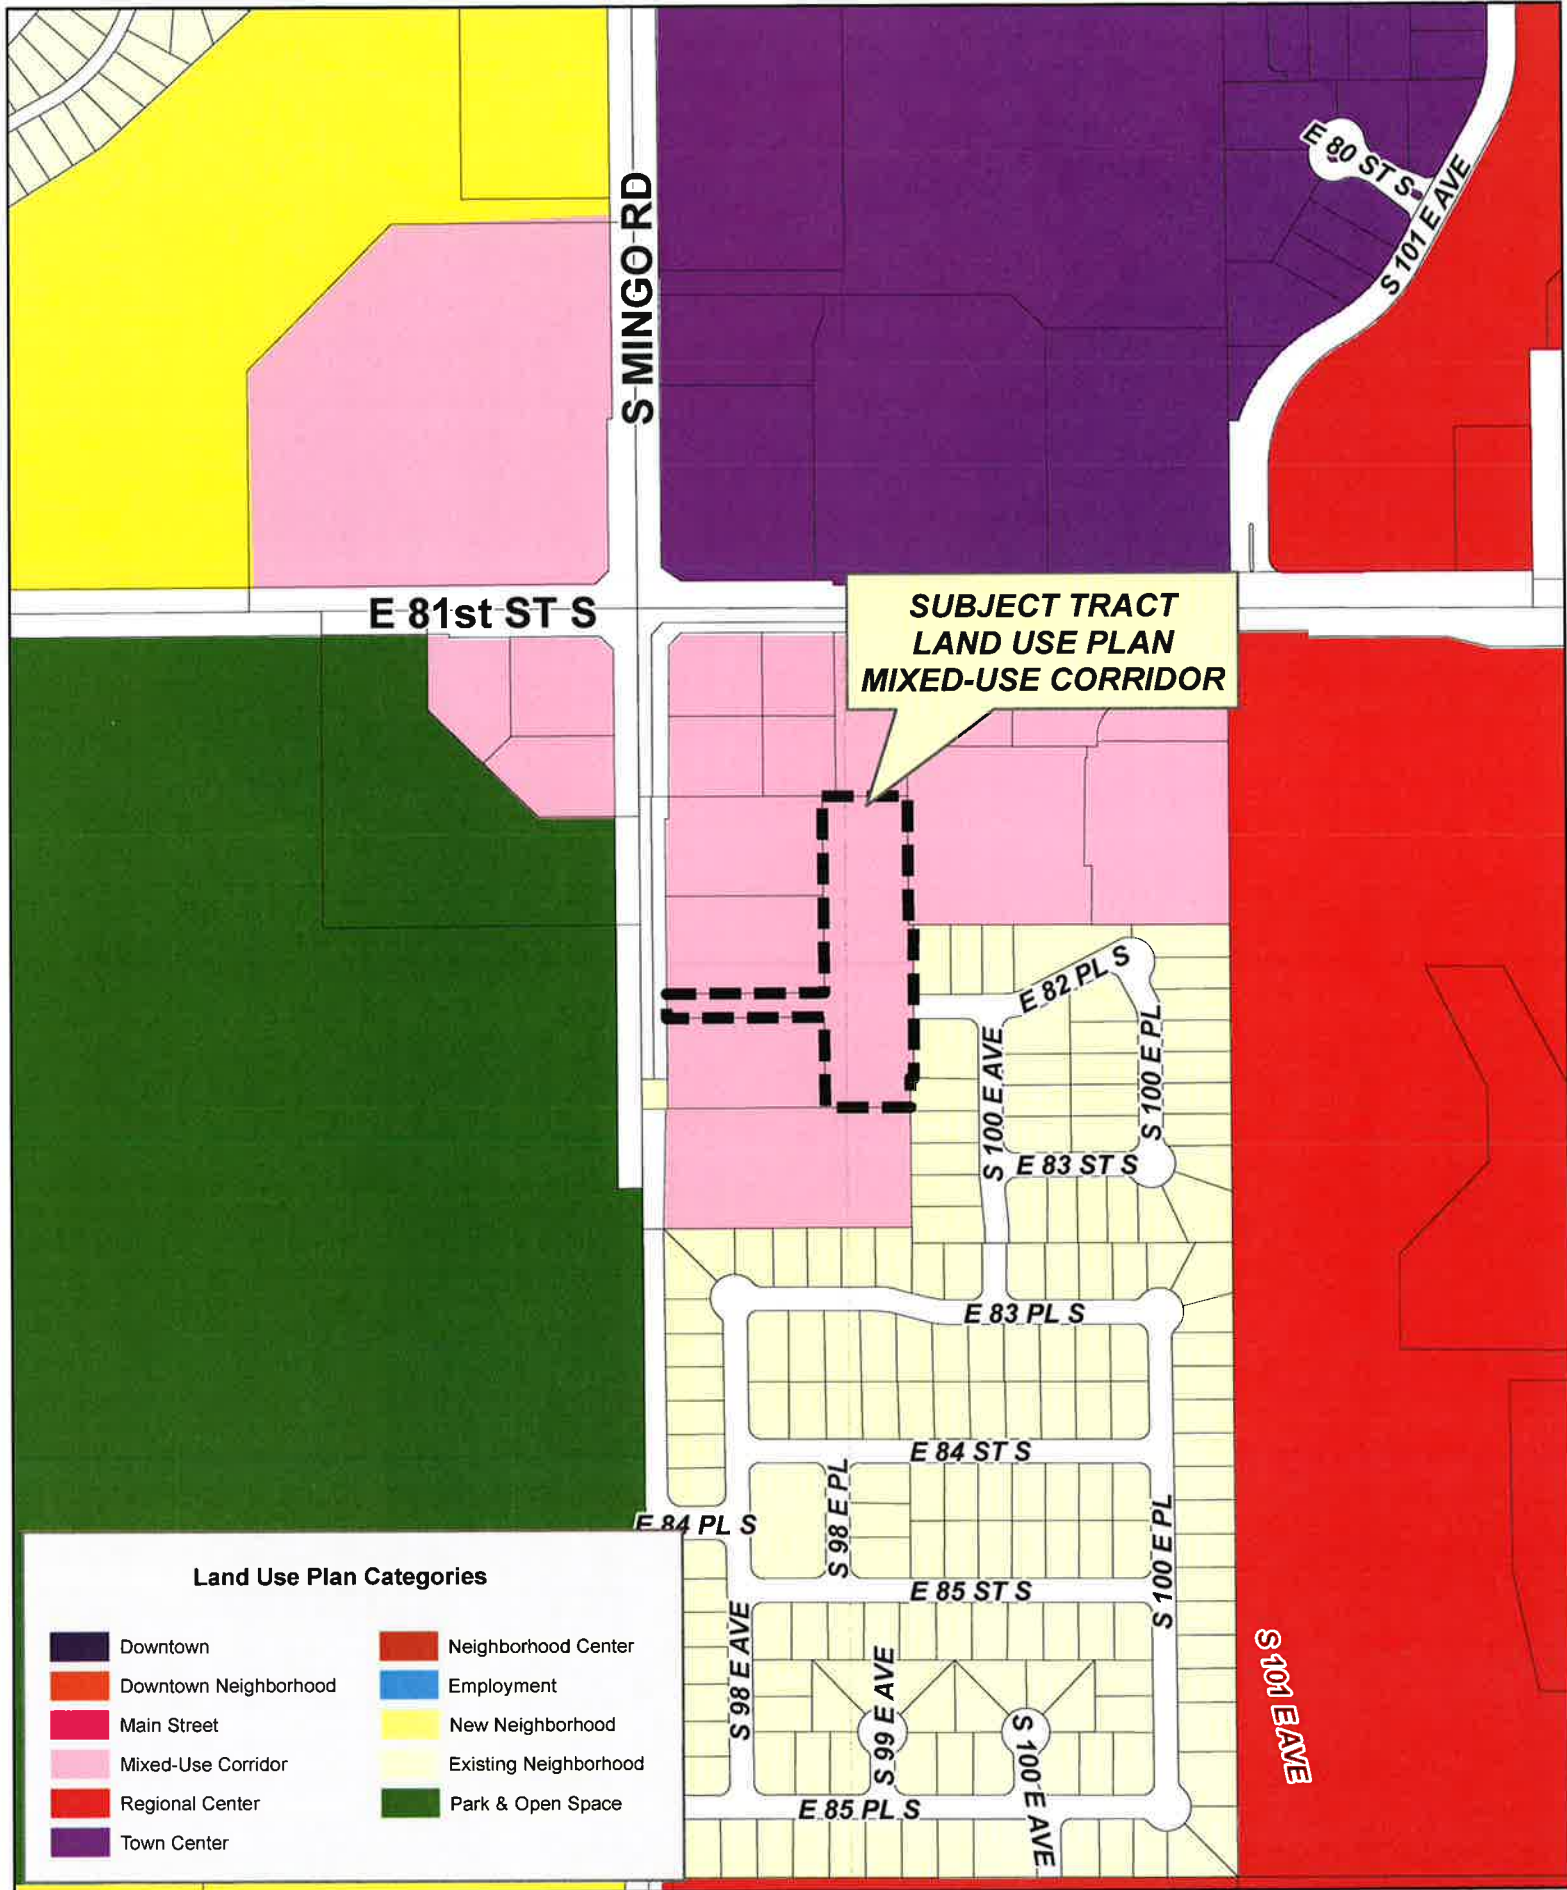 E 80 ST S
S 101 E AVE
S MINGO RD
E 81st ST S
SUBJECT TRACT
LAND USE PLAN
MIXED-USE CORRIDOR
E 82 PL S
S 100 E AVE
S 100 E PL
E 83 ST S
E 83 PL S
E 84 ST S
S 98 E PL
E 84 PL S
S 100 E PL
E 85 ST S
S 98 E AVE
S 99 E AVE
S 100 E AVE
S 101 E AVE
E 85 PL S
Land Use Plan Categories
Downtown
Downtown Neighborhood
Main Street
Mixed-Use Corridor
Regional Center
Town Center
Neighborhood Center
Employment
New Neighborhood
Existing Neighborhood
Park & Open Space